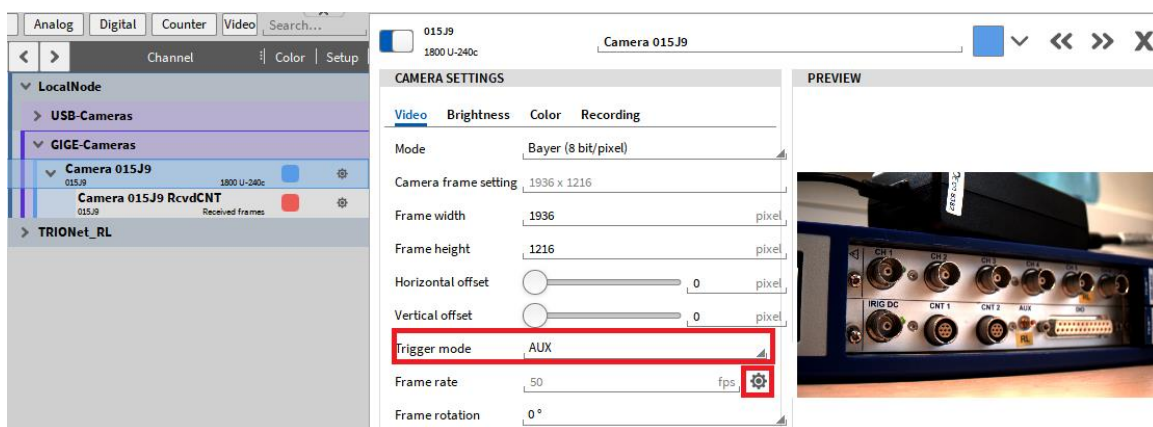 Analog Digital Counter Video Search...
Channel Color Setup
LocalNode
USB-Cameras
GIGE-Cameras
Camera 015J9
015J9 1800 U-240c
Camera 015J9 RcvdCNT
015J9 Received frames
TRIONet_RL
015J9
1800 U-240c
Camera 015J9
CAMERA SETTINGS
Video Brightness Color Recording
Mode Bayer (8 bit/pixel)
Camera frame setting 1936 x 1216
Frame width 1936 pixel
Frame height 1216 pixel
Horizontal offset 0 pixel
Vertical offset 0 pixel
Trigger mode AUX
Frame rate 50 fps
Frame rotation 0 °
PREVIEW
CH 1 CH 2 CH 3 CH 4
IRIG DC CNT 1 CNT 2 AUX
RL
RL